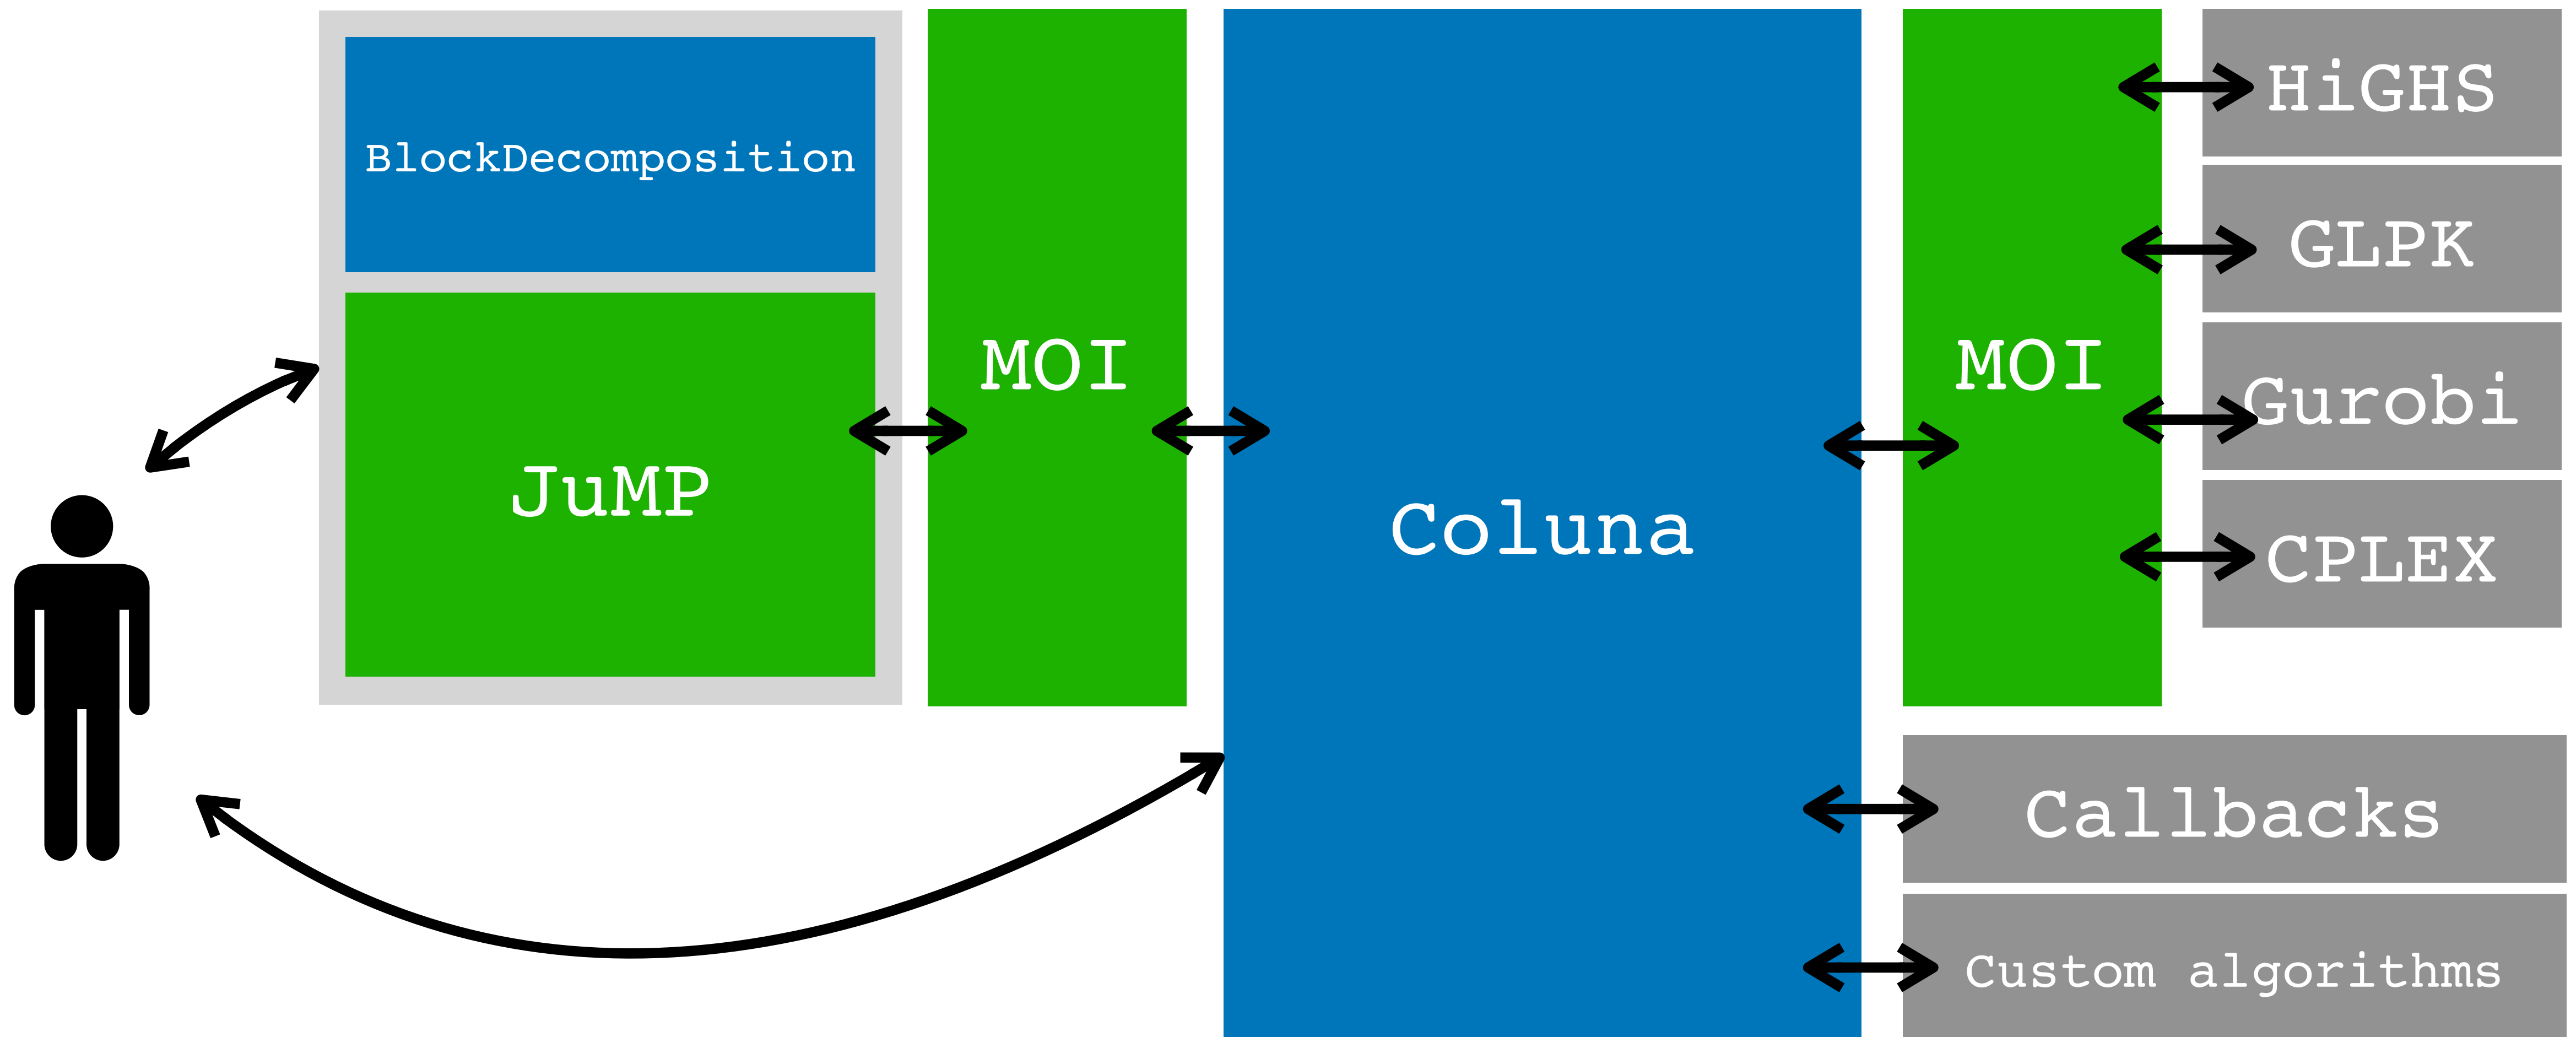 BlockDecomposition
JuMP
MOI
Coluna
MOI
HiGHS
GLPK
Gurobi
CPLEX
Callbacks
Custom algorithms